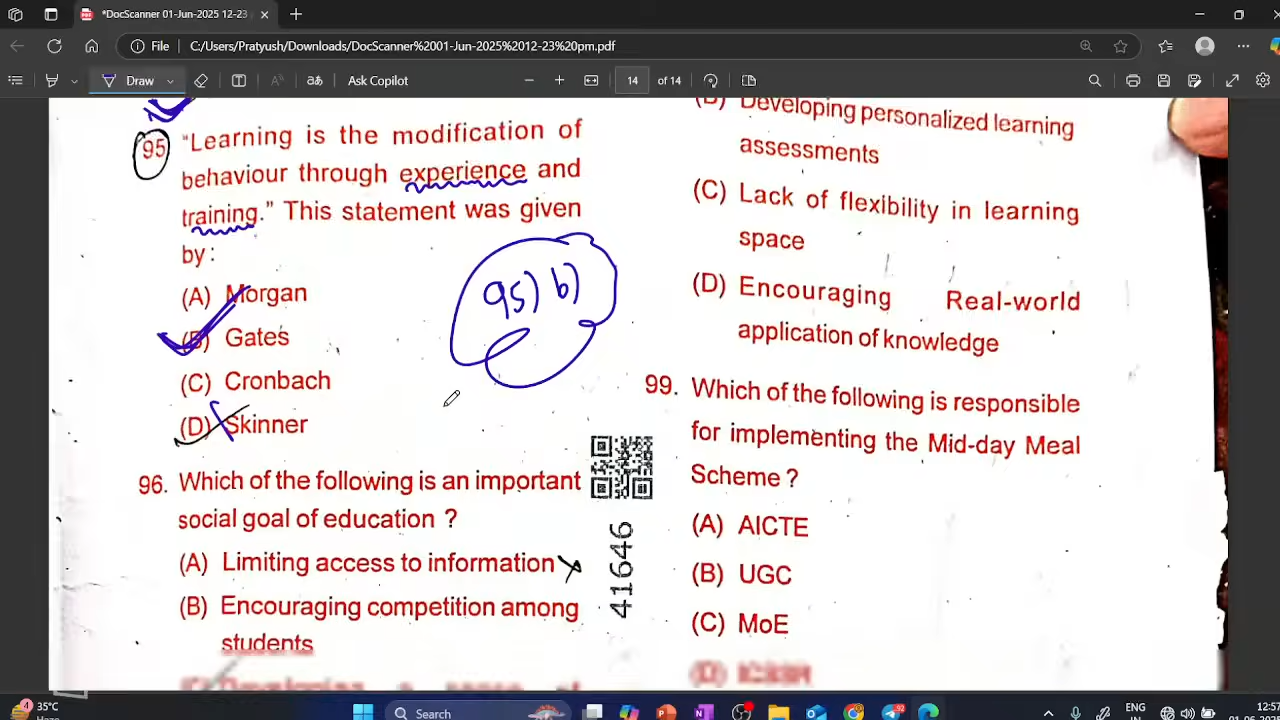 *DocScanner 01-Jun-2025 12-23
File C:/Users/Pratyush/Downloads/DocScanner%2001-Jun-2025%2012-23%20pm.pdf
Draw
Ask Copilot
14 of 14
95 "Learning is the modification of
behaviour through experience and
training." This statement was given
by:
(A) Morgan
(B) Gates
(C) Cronbach
(D) Skinner
95) b)
96. Which of the following is an important
social goal of education ?
(A) Limiting access to information
(B) Encouraging competition among
students
41646
(B) Developing personalized learning
assessments
(C) Lack of flexibility in learning
space
(D) Encouraging Real-world
application of knowledge
99. Which of the following is responsible
for implementing the Mid-day Meal
Scheme ?
(A) AICTE
(B) UGC
(C) MoE
35°C
Haze
Search
ENG
IN